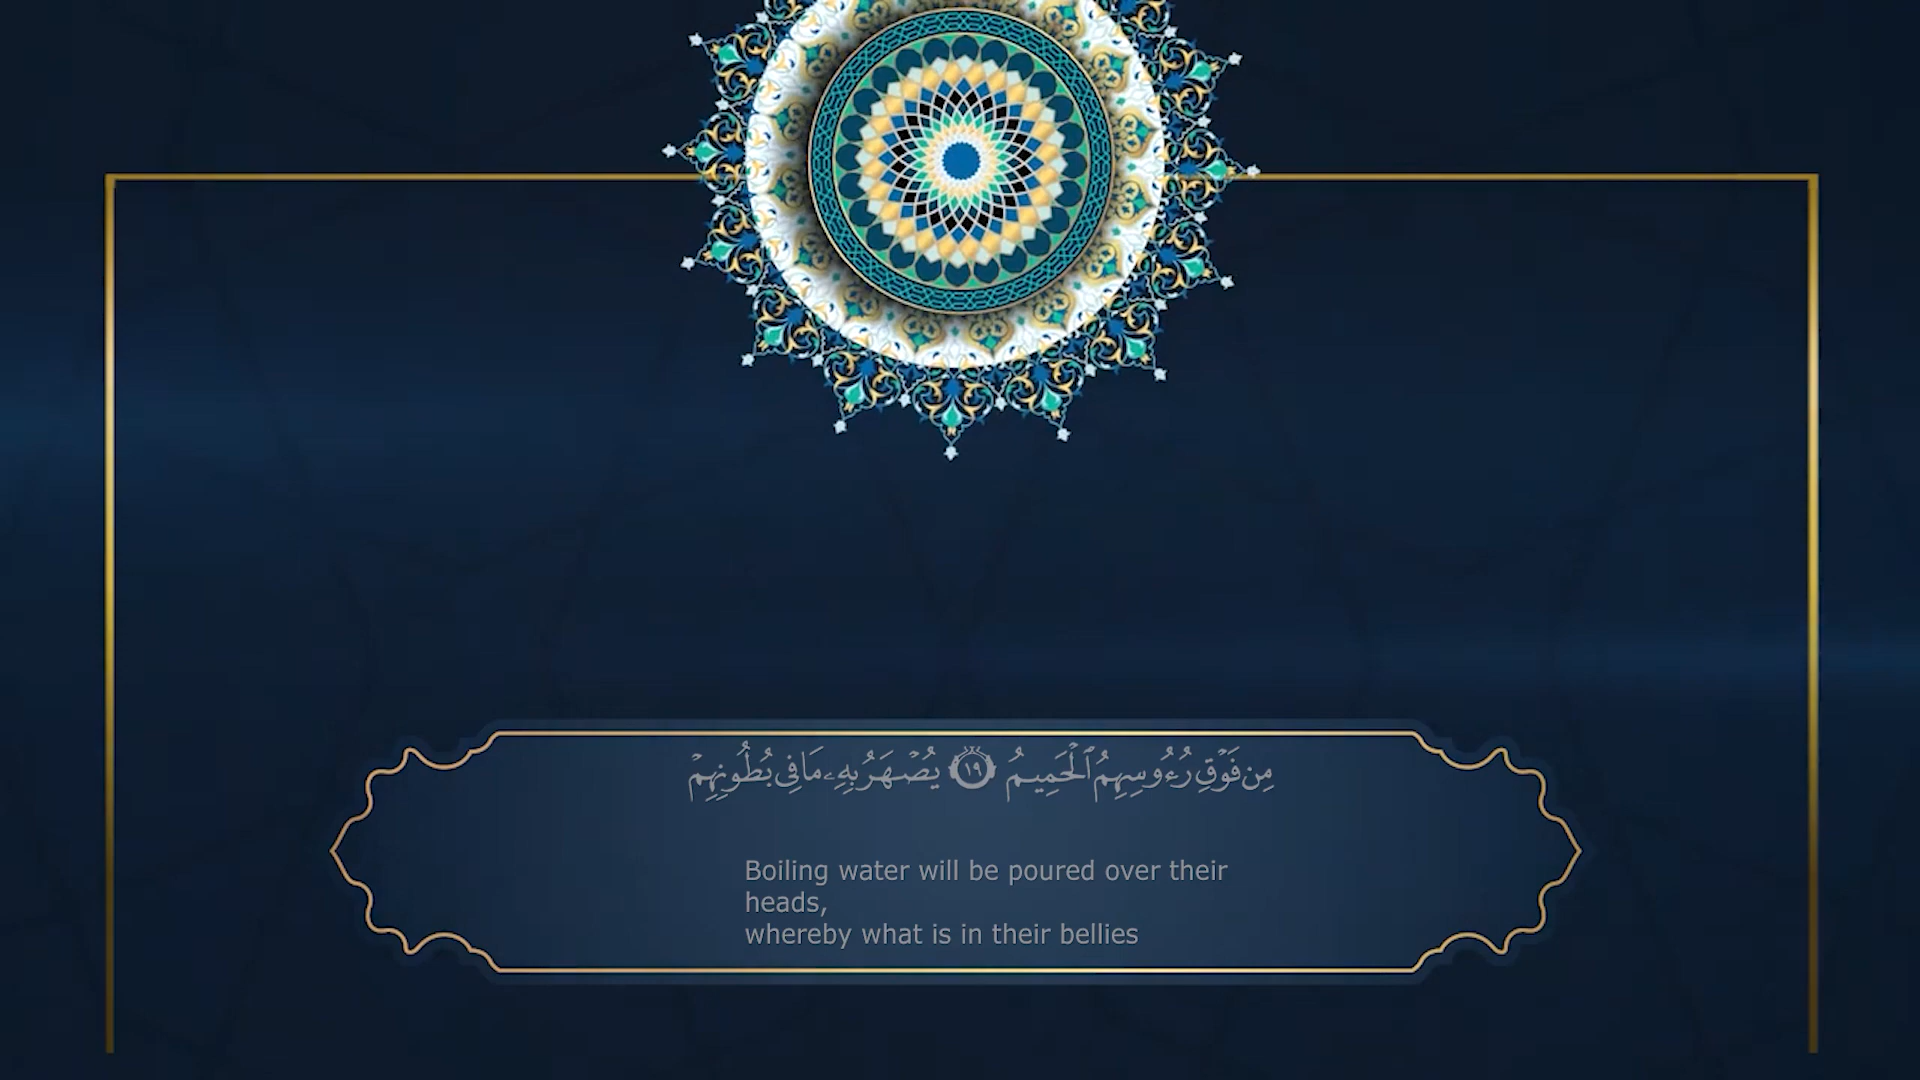 مِن فَوْقِ رُءُوسِهِمُ ٱلْحَمِيمُ ۝١٩ يُصْهَرُ بِهِۦ مَا فِى بُطُونِهِمْ
Boiling water will be poured over their
heads,
whereby what is in their bellies